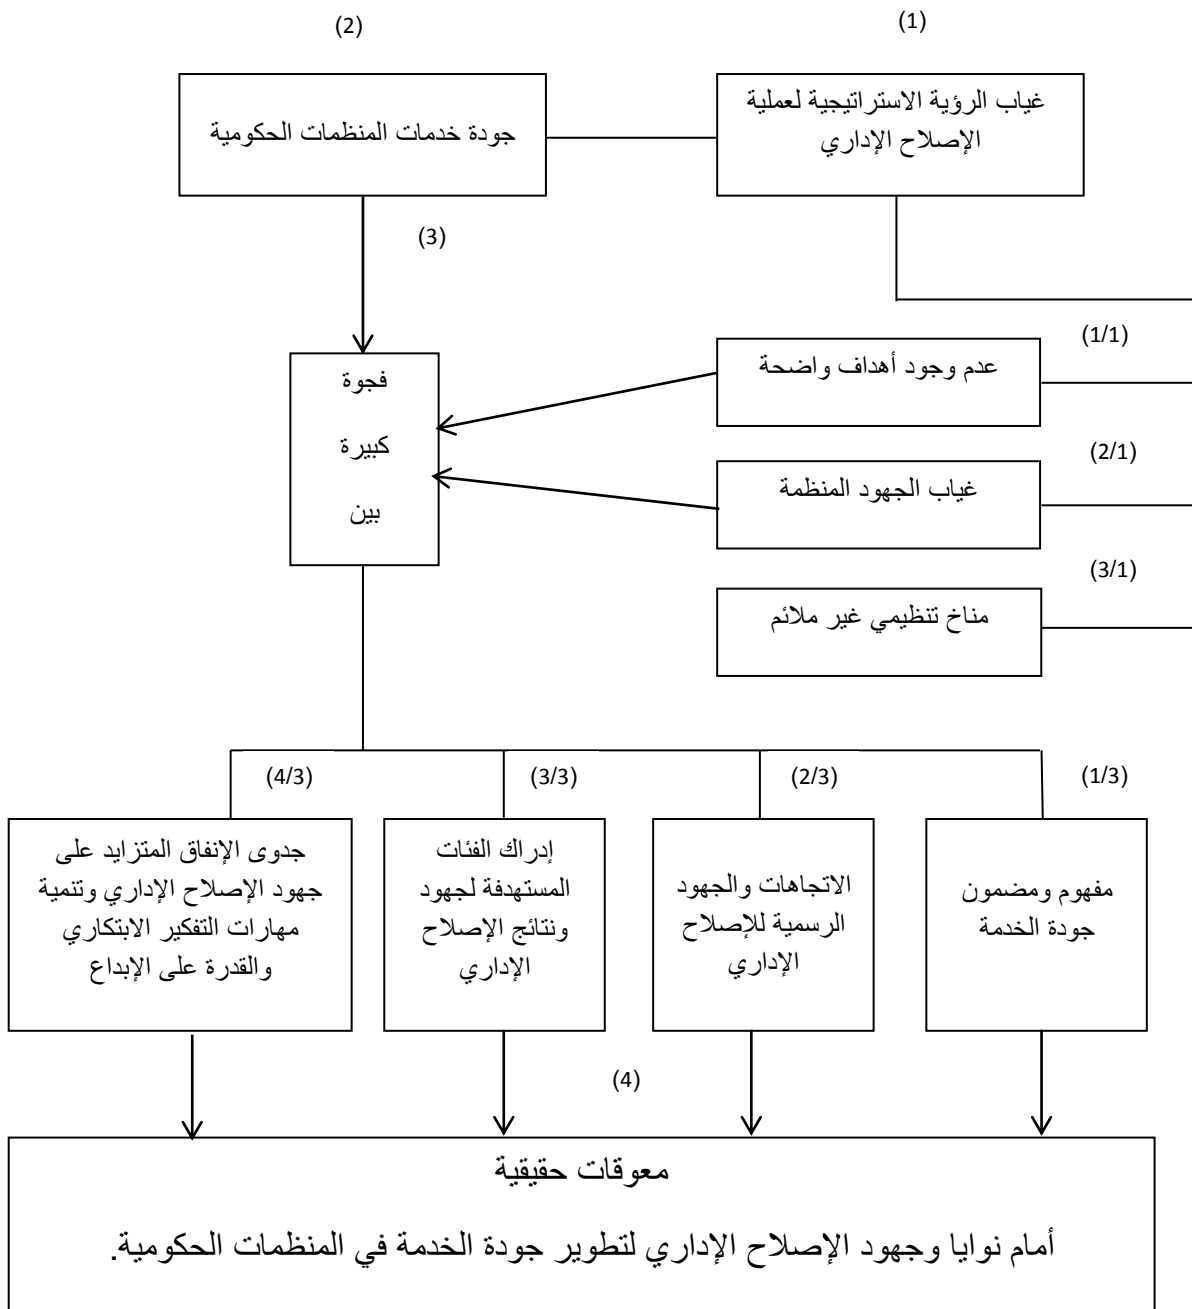 (1)
(2)
غياب الرؤية الاستراتيجية لعملية
الإصلاح الإداري
جودة خدمات المنظمات الحكومية
(3)
(1/1)
عدم وجود أهداف واضحة
(2/1)
غياب الجهود المنظمة
(3/1)
مناخ تنظيمي غير ملائم
فجوة
كبيرة
بين
(1/3)
(2/3)
(3/3)
(4/3)
مفهوم ومضمون
جودة الخدمة
الاتجاهات والجهود
الرسمية للإصلاح
الإداري
إدراك الفئات
المستهدفة لجهود
ونتائج الإصلاح
الإداري
جدوى الإنفاق المتزايد على
جهود الإصلاح الإداري وتنمية
مهارات التفكير الابتكاري
والقدرة على الإبداع
(4)
معوقات حقيقية
أمام نوايا وجهود الإصلاح الإداري لتطوير جودة الخدمة في المنظمات الحكومية.